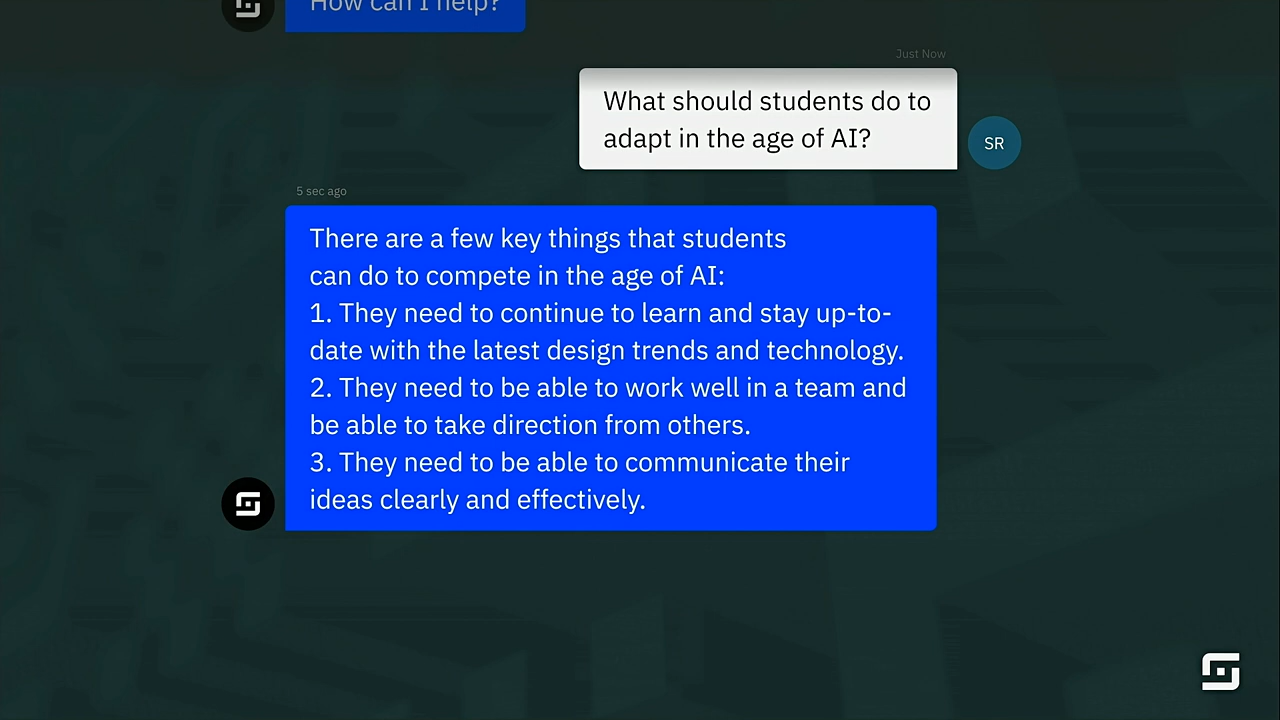 How can I help?
Just Now
What should students do to
adapt in the age of AI?
SR
5 sec ago
There are a few key things that students
can do to compete in the age of AI:
1. They need to continue to learn and stay up-to-
date with the latest design trends and technology.
2. They need to be able to work well in a team and
be able to take direction from others.
3. They need to be able to communicate their
ideas clearly and effectively.